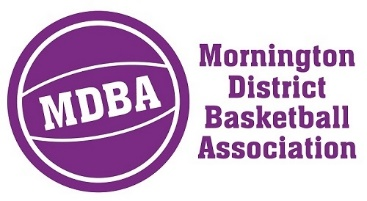 MDBA
Mornington
District
Basketball
Association